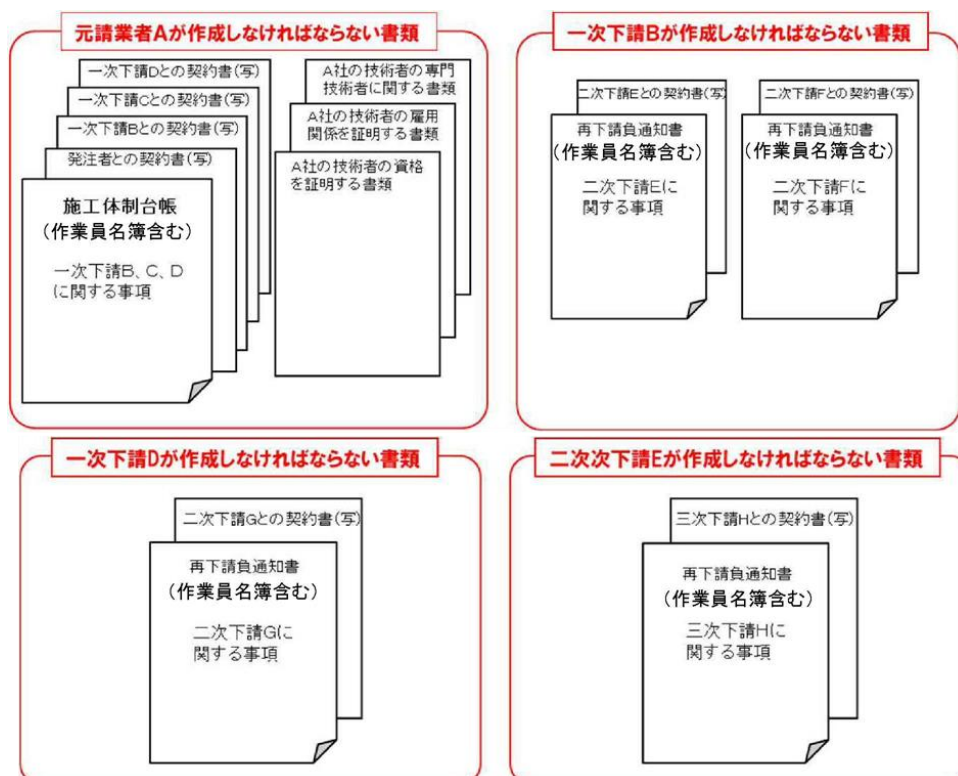 元請業者Aが作成しなければならない書類
一次下請Dとの契約書(写)
一次下請Cとの契約書(写)
一次下請Bとの契約書(写)
発注者との契約書(写)
施工体制台帳
(作業員名簿含む)
一次下請B、C、D
に関する事項
A社の技術者の専門
技術者に関する書類
A社の技術者の雇用
関係を証明する書類
A社の技術者の資格
を証明する書類
一次下請Bが作成しなければならない書類
二次下請Eとの契約書(写)
再下請負通知書
(作業員名簿含む)
二次下請Eに
関する事項
二次下請Fとの契約書(写)
再下請負通知書
(作業員名簿含む)
二次下請Fに
関する事項
一次下請Dが作成しなければならない書類
二次下請Gとの契約書(写)
再下請負通知書
(作業員名簿含む)
二次下請Gに
関する事項
二次次下請Eが作成しなければならない書類
三次下請Hとの契約書(写)
再下請負通知書
(作業員名簿含む)
三次下請Hに
関する事項